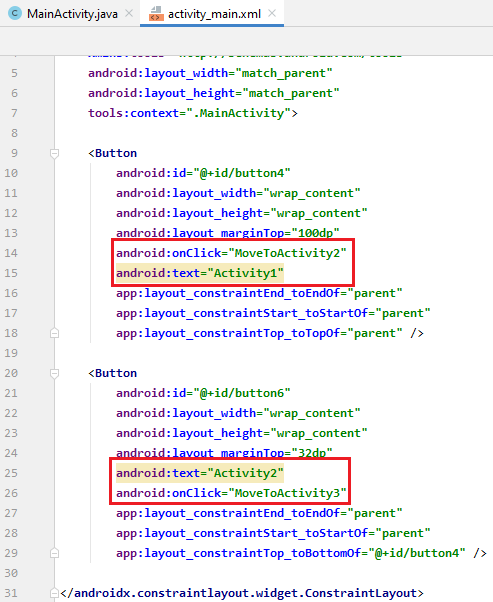 MainActivity.java
activity_main.xml
5 android:layout_width="match_parent"
6 android:layout_height="match_parent"
7 tools:context=".MainActivity">
8
9 <Button
10 android:id="@+id/button4"
11 android:layout_width="wrap_content"
12 android:layout_height="wrap_content"
13 android:layout_marginTop="100dp"
14 android:onClick="MoveToActivity2"
15 android:text="Activity1"
16 app:layout_constraintEnd_toEndOf="parent"
17 app:layout_constraintStart_toStartOf="parent"
18 app:layout_constraintTop_toTopOf="parent" />
19
20 <Button
21 android:id="@+id/button6"
22 android:layout_width="wrap_content"
23 android:layout_height="wrap_content"
24 android:layout_marginTop="32dp"
25 android:text="Activity2"
26 android:onClick="MoveToActivity3"
27 app:layout_constraintEnd_toEndOf="parent"
28 app:layout_constraintStart_toStartOf="parent"
29 app:layout_constraintTop_toBottomOf="@+id/button4" />
30
31 </androidx.constraintlayout.widget.ConstraintLayout>